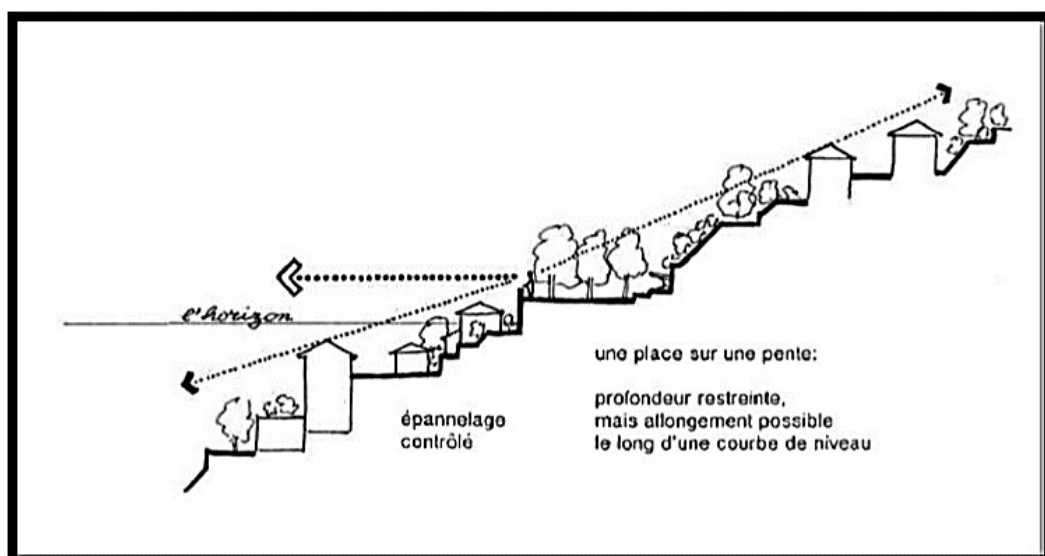 l'horizon
une place sur une pente:
épannelage
contrôlé
profondeur restreinte,
mais allongement possible
le long d'une courbe de niveau